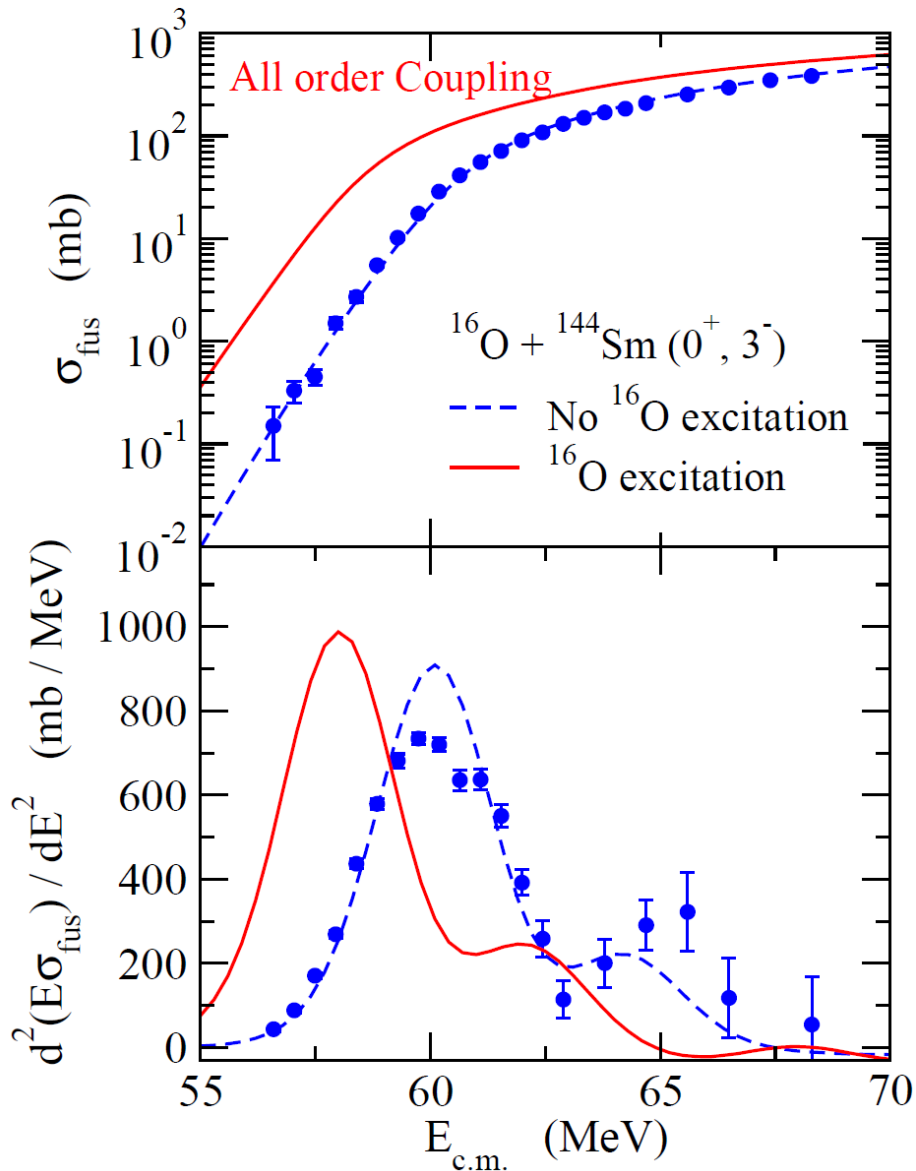 10³
All order Coupling
10²
10¹
σ_fus (mb)
10⁰
¹⁶O + ¹⁴⁴Sm (0⁺, 3⁻)
No ¹⁶O excitation
10⁻¹
¹⁶O excitation
10⁻²
1000
800
600
d²(Eσ_fus) / dE² (mb / MeV)
400
200
0
55 60 65 70
E_c.m. (MeV)